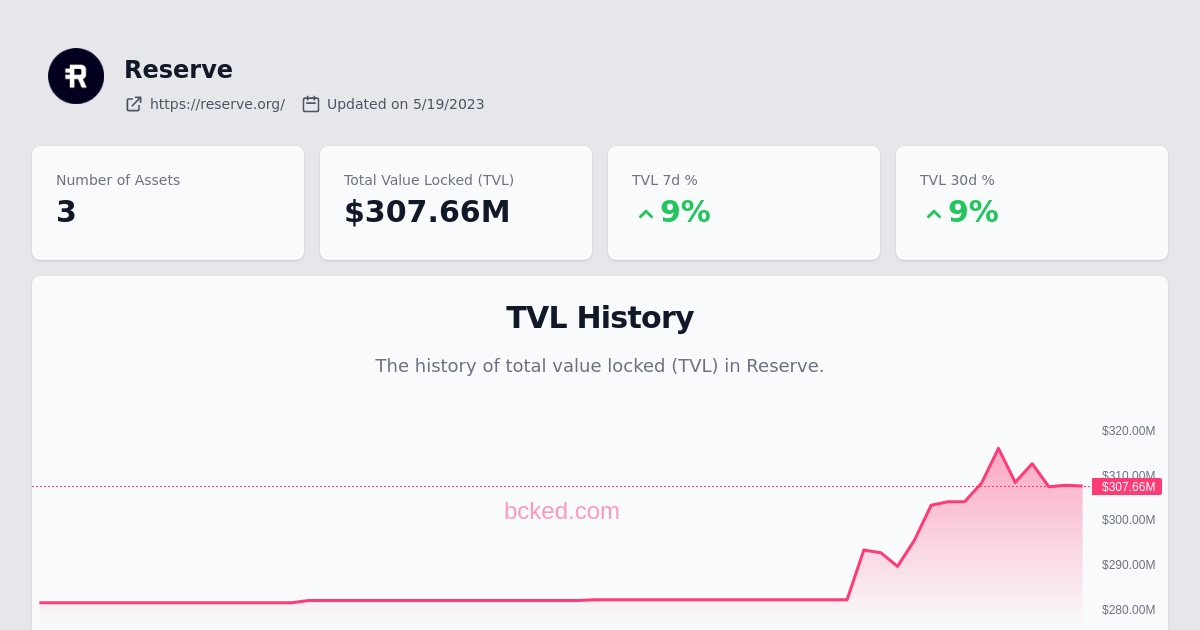 Reserve
https://reserve.org/ Updated on 5/19/2023
Number of Assets
3
Total Value Locked (TVL)
$307.66M
TVL 7d %
9%
TVL 30d %
9%
TVL History
The history of total value locked (TVL) in Reserve.
$320.00M
$310.00M
$307.66M
bcked.com
$300.00M
$290.00M
$280.00M